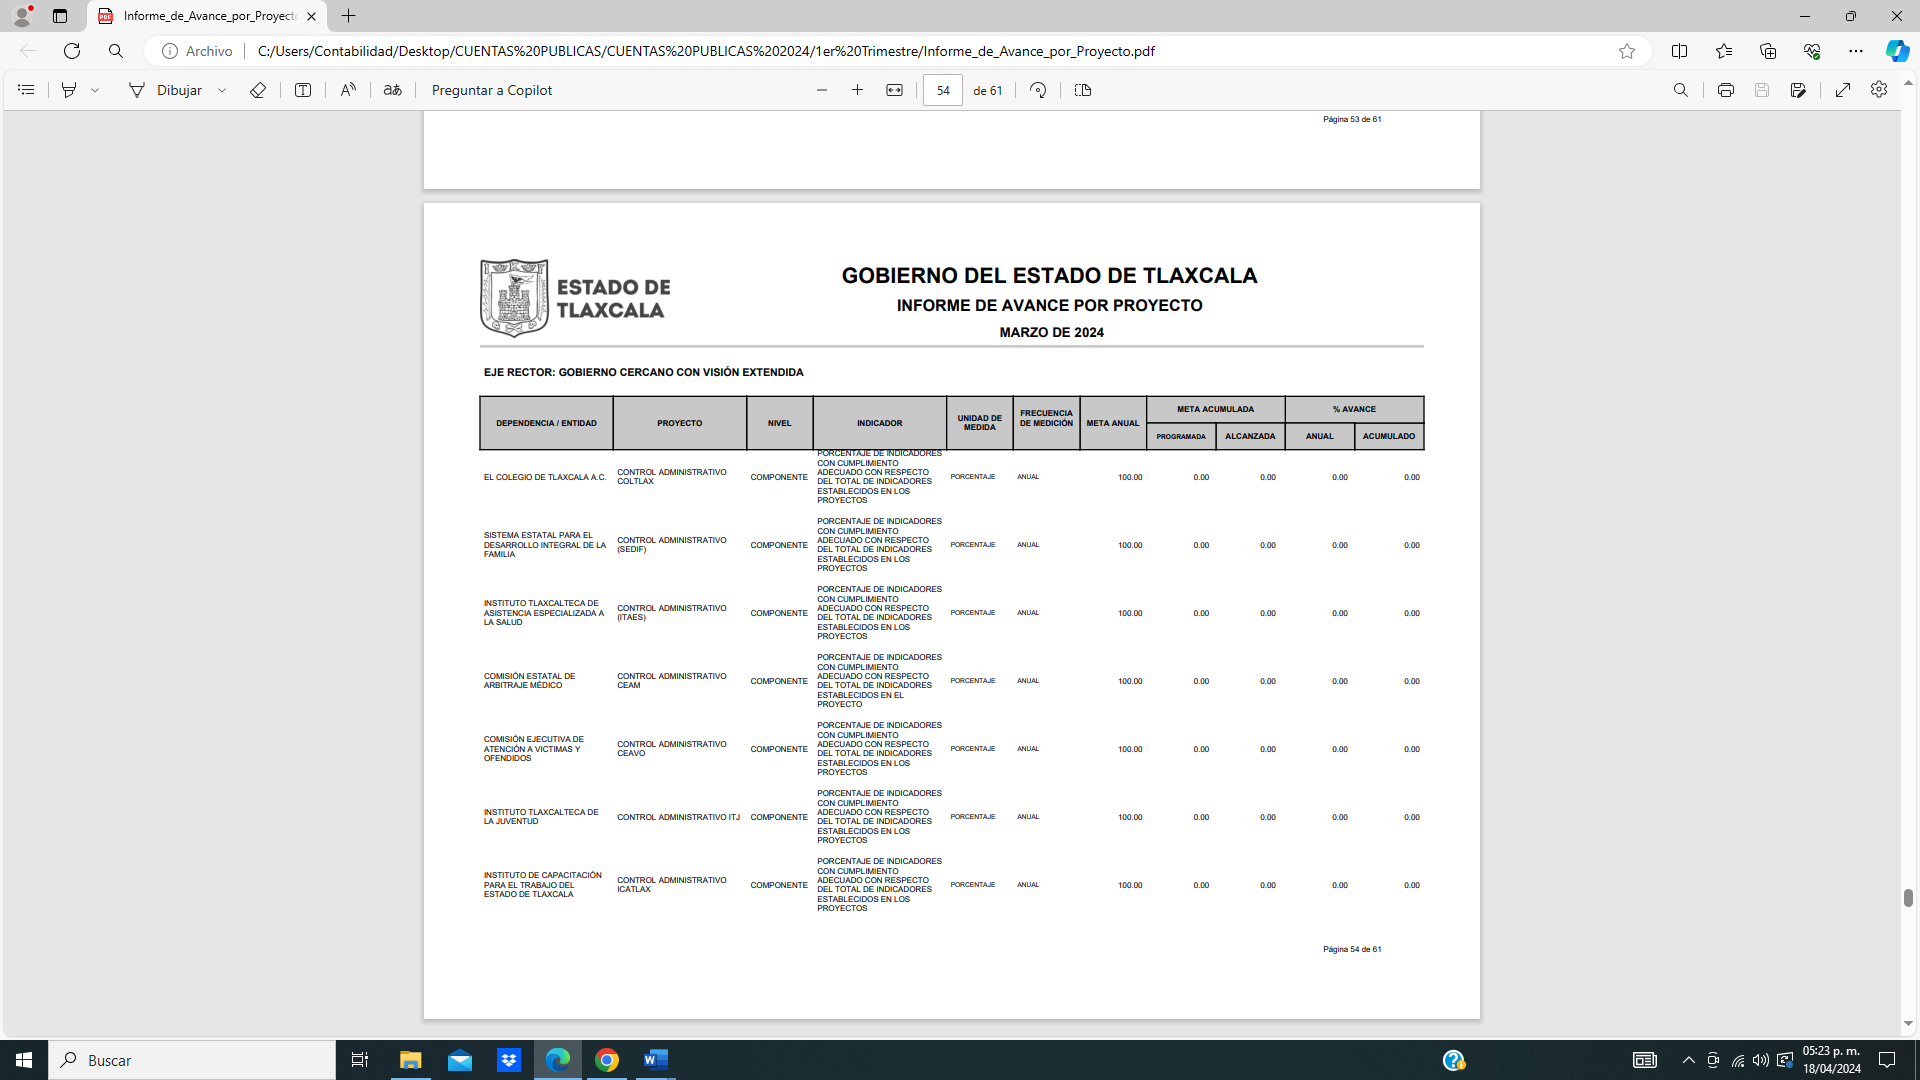 Informe_de_Avance_por_Proyecto
Archivo
C:/Users/Contabilidad/Desktop/CUENTAS%20PUBLICAS/CUENTAS%20PUBLICAS%202024/1er%20Trimestre/Informe_de_Avance_por_Proyecto.pdf
Dibujar
Preguntar a Copilot
54 de 61
Página 53 de 61
ESTADO DE
TLAXCALA
GOBIERNO DEL ESTADO DE TLAXCALA
INFORME DE AVANCE POR PROYECTO
MARZO DE 2024
EJE RECTOR: GOBIERNO CERCANO CON VISIÓN EXTENDIDA
DEPENDENCIA / ENTIDAD
PROYECTO
NIVEL
INDICADOR
UNIDAD DE
MEDIDA
FRECUENCIA
DE MEDICIÓN
META ANUAL
META ACUMULADA
PROGRAMADA
ALCANZADA
% AVANCE
ANUAL
ACUMULADO
EL COLEGIO DE TLAXCALA A.C.
CONTROL ADMINISTRATIVO
COLTLAX
COMPONENTE
PORCENTAJE DE INDICADORES
CON CUMPLIMIENTO
ADECUADO CON RESPECTO
DEL TOTAL DE INDICADORES
ESTABLECIDOS EN LOS
PROYECTOS
PORCENTAJE
ANUAL
100.00 0.00 0.00 0.00 0.00
SISTEMA ESTATAL PARA EL
DESARROLLO INTEGRAL DE LA
FAMILIA
CONTROL ADMINISTRATIVO
(SEDIF)
COMPONENTE
PORCENTAJE DE INDICADORES
CON CUMPLIMIENTO
ADECUADO CON RESPECTO
DEL TOTAL DE INDICADORES
ESTABLECIDOS EN LOS
PROYECTOS
PORCENTAJE
ANUAL
100.00 0.00 0.00 0.00 0.00
INSTITUTO TLAXCALTECA DE
ASISTENCIA ESPECIALIZADA A
LA SALUD
CONTROL ADMINISTRATIVO
(ITAES)
COMPONENTE
PORCENTAJE DE INDICADORES
CON CUMPLIMIENTO
ADECUADO CON RESPECTO
DEL TOTAL DE INDICADORES
ESTABLECIDOS EN LOS
PROYECTOS
PORCENTAJE
ANUAL
100.00 0.00 0.00 0.00 0.00
COMISIÓN ESTATAL DE
ARBITRAJE MÉDICO
CONTROL ADMINISTRATIVO
CEAM
COMPONENTE
PORCENTAJE DE INDICADORES
CON CUMPLIMIENTO
ADECUADO CON RESPECTO
DEL TOTAL DE INDICADORES
ESTABLECIDOS EN EL
PROYECTO
PORCENTAJE
ANUAL
100.00 0.00 0.00 0.00 0.00
COMISIÓN EJECUTIVA DE
ATENCIÓN A VICTIMAS Y
OFENDIDOS
CONTROL ADMINISTRATIVO
CEAVO
COMPONENTE
PORCENTAJE DE INDICADORES
CON CUMPLIMIENTO
ADECUADO CON RESPECTO
DEL TOTAL DE INDICADORES
ESTABLECIDOS EN LOS
PROYECTOS
PORCENTAJE
ANUAL
100.00 0.00 0.00 0.00 0.00
INSTITUTO TLAXCALTECA DE
LA JUVENTUD
CONTROL ADMINISTRATIVO ITJ
COMPONENTE
PORCENTAJE DE INDICADORES
CON CUMPLIMIENTO
ADECUADO CON RESPECTO
DEL TOTAL DE INDICADORES
ESTABLECIDOS EN LOS
PROYECTOS
PORCENTAJE
ANUAL
100.00 0.00 0.00 0.00 0.00
INSTITUTO DE CAPACITACIÓN
PARA EL TRABAJO DEL
ESTADO DE TLAXCALA
CONTROL ADMINISTRATIVO
ICATLAX
COMPONENTE
PORCENTAJE DE INDICADORES
CON CUMPLIMIENTO
ADECUADO CON RESPECTO
DEL TOTAL DE INDICADORES
ESTABLECIDOS EN LOS
PROYECTOS
PORCENTAJE
ANUAL
100.00 0.00 0.00 0.00 0.00
Página 54 de 61
Buscar
05:23 p. m.
18/04/2024